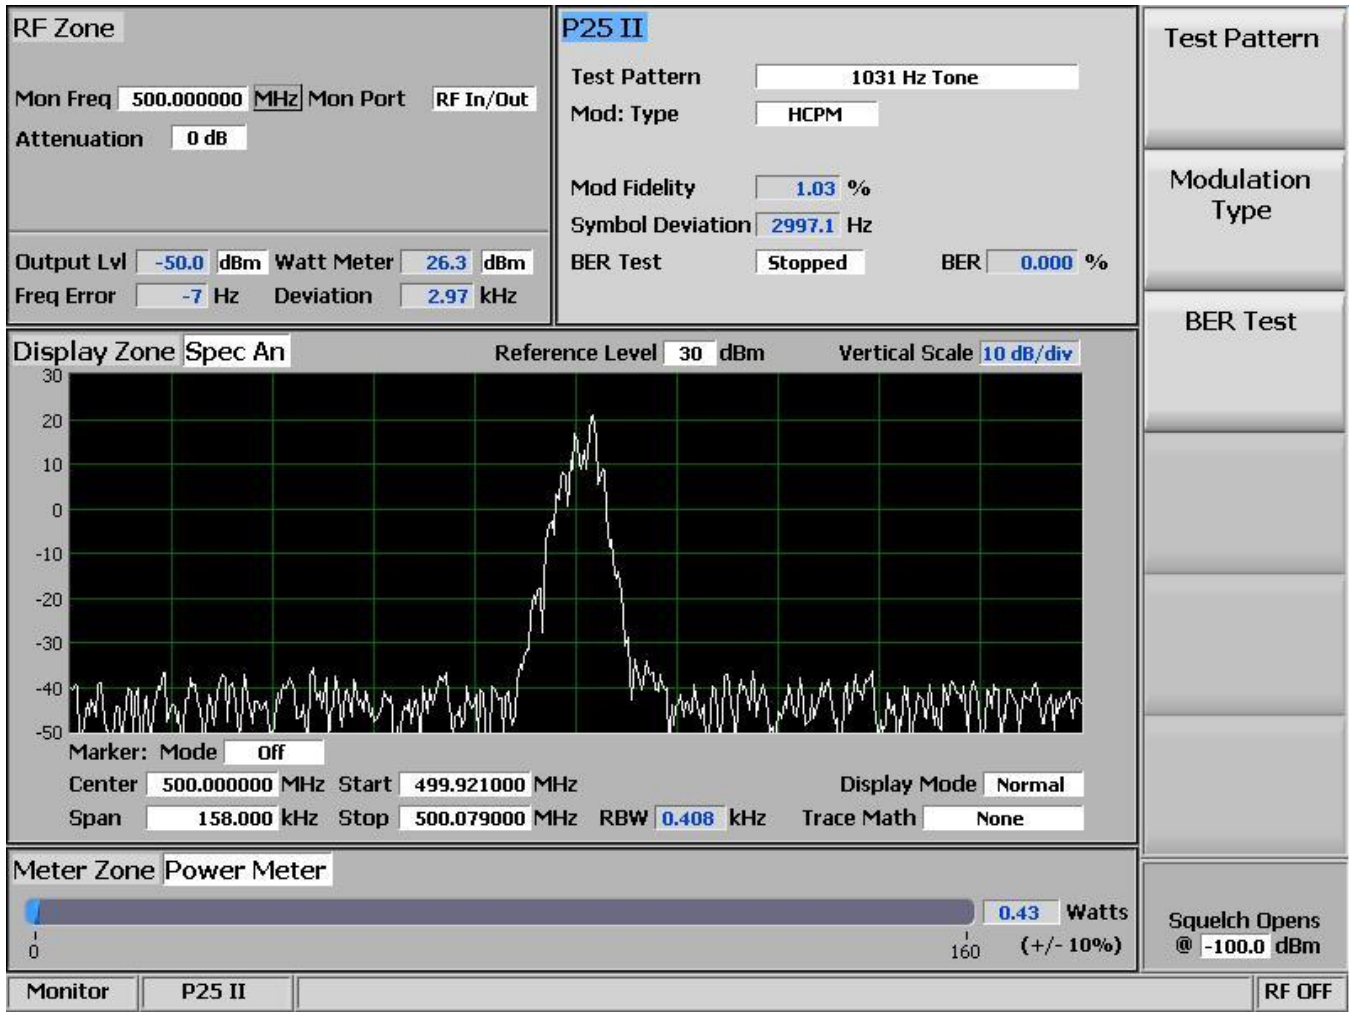 RF Zone
Mon Freq 500.000000 MHz Mon Port RF In/Out
Attenuation 0 dB
Output Lvl -50.0 dBm Watt Meter 26.3 dBm
Freq Error -7 Hz Deviation 2.97 kHz
P25 II
Test Pattern 1031 Hz Tone
Mod: Type HCPM
Mod Fidelity 1.03 %
Symbol Deviation 2997.1 Hz
BER Test Stopped BER 0.000 %
Display Zone Spec An Reference Level 30 dBm Vertical Scale 10 dB/div
30
20
10
0
-10
-20
-30
-40
-50
Marker: Mode Off
Center 500.000000 MHz Start 499.921000 MHz Display Mode Normal
Span 158.000 kHz Stop 500.079000 MHz RBW 0.408 kHz Trace Math None
Meter Zone Power Meter
0.43 Watts
0 160 (+/- 10%)
Test Pattern
Modulation
Type
BER Test
Squelch Opens
@ -100.0 dBm
Monitor P25 II RF OFF